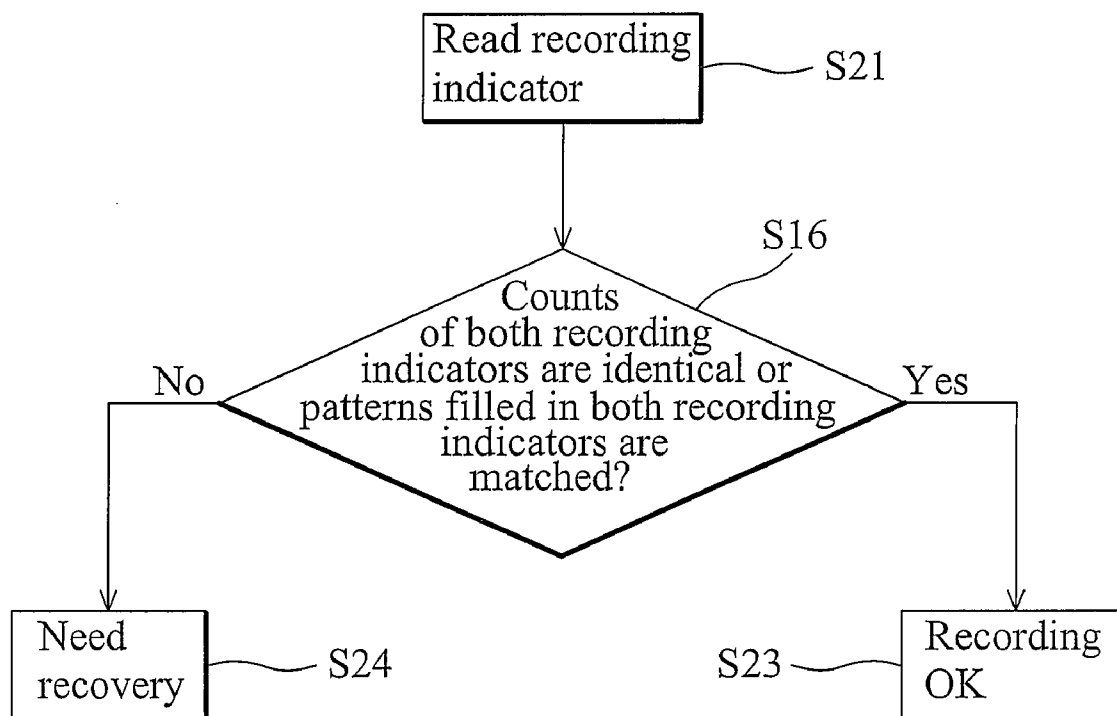 Read recording
indicator
S21
S16
Counts
of both recording
indicators are identical or
patterns filled in both recording
indicators are
matched?
No
Yes
Need
recovery
S24
S23
Recording
OK